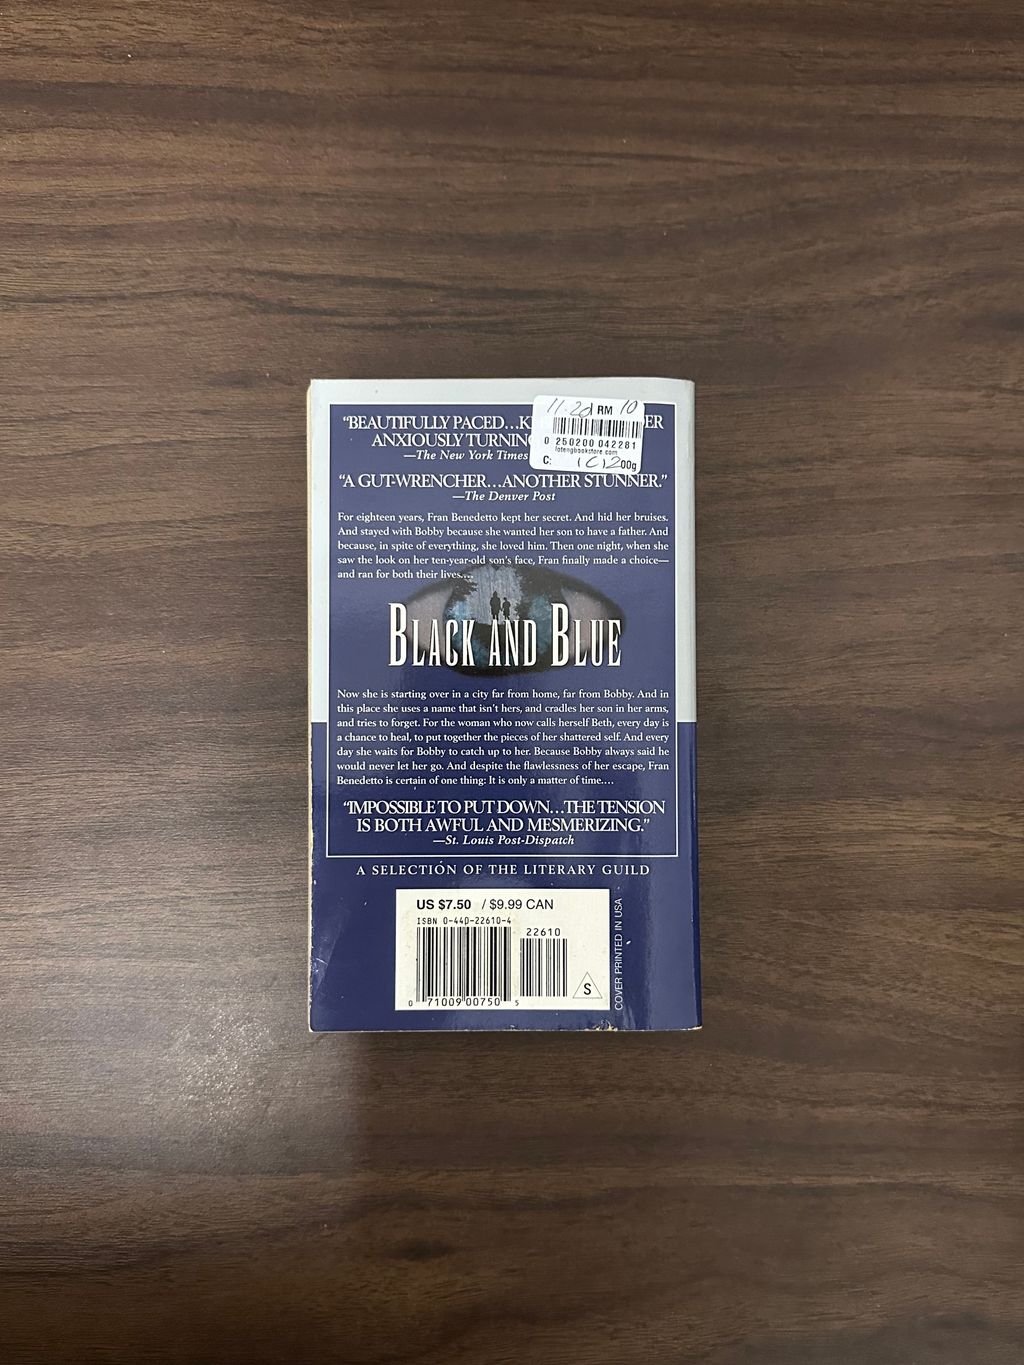 11.20 RM 10
0 250200 042281
fatengbookstore.com
C: 00g
“BEAUTIFULLY PACED…K ER
ANXIOUSLY TURNING
—The New York Times
“A GUT-WRENCHER…ANOTHER STUNNER.”
—The Denver Post
For eighteen years, Fran Benedetto kept her secret. And hid her bruises.
And stayed with Bobby because she wanted her son to have a father. And
because, in spite of everything, she loved him. Then one night, when she
saw the look on her ten-year-old son’s face, Fran finally made a choice—
and ran for both their lives….
BLACK AND BLUE
Now she is starting over in a city far from home, far from Bobby. And in
this place she uses a name that isn’t hers, and cradles her son in her arms,
and tries to forget. For the woman who now calls herself Beth, every day is
a chance to heal, to put together the pieces of her shattered self. And every
day she waits for Bobby to catch up to her. Because Bobby always said he
would never let her go. And despite the flawlessness of her escape, Fran
Benedetto is certain of one thing: It is only a matter of time….
“IMPOSSIBLE TO PUT DOWN…THE TENSION
IS BOTH AWFUL AND MESMERIZING.”
—St. Louis Post-Dispatch
A SELECTION OF THE LITERARY GUILD
US $7.50 / $9.99 CAN
ISBN 0-440-22610-4
22610
0 71009 00750 5
S
COVER PRINTED IN USA